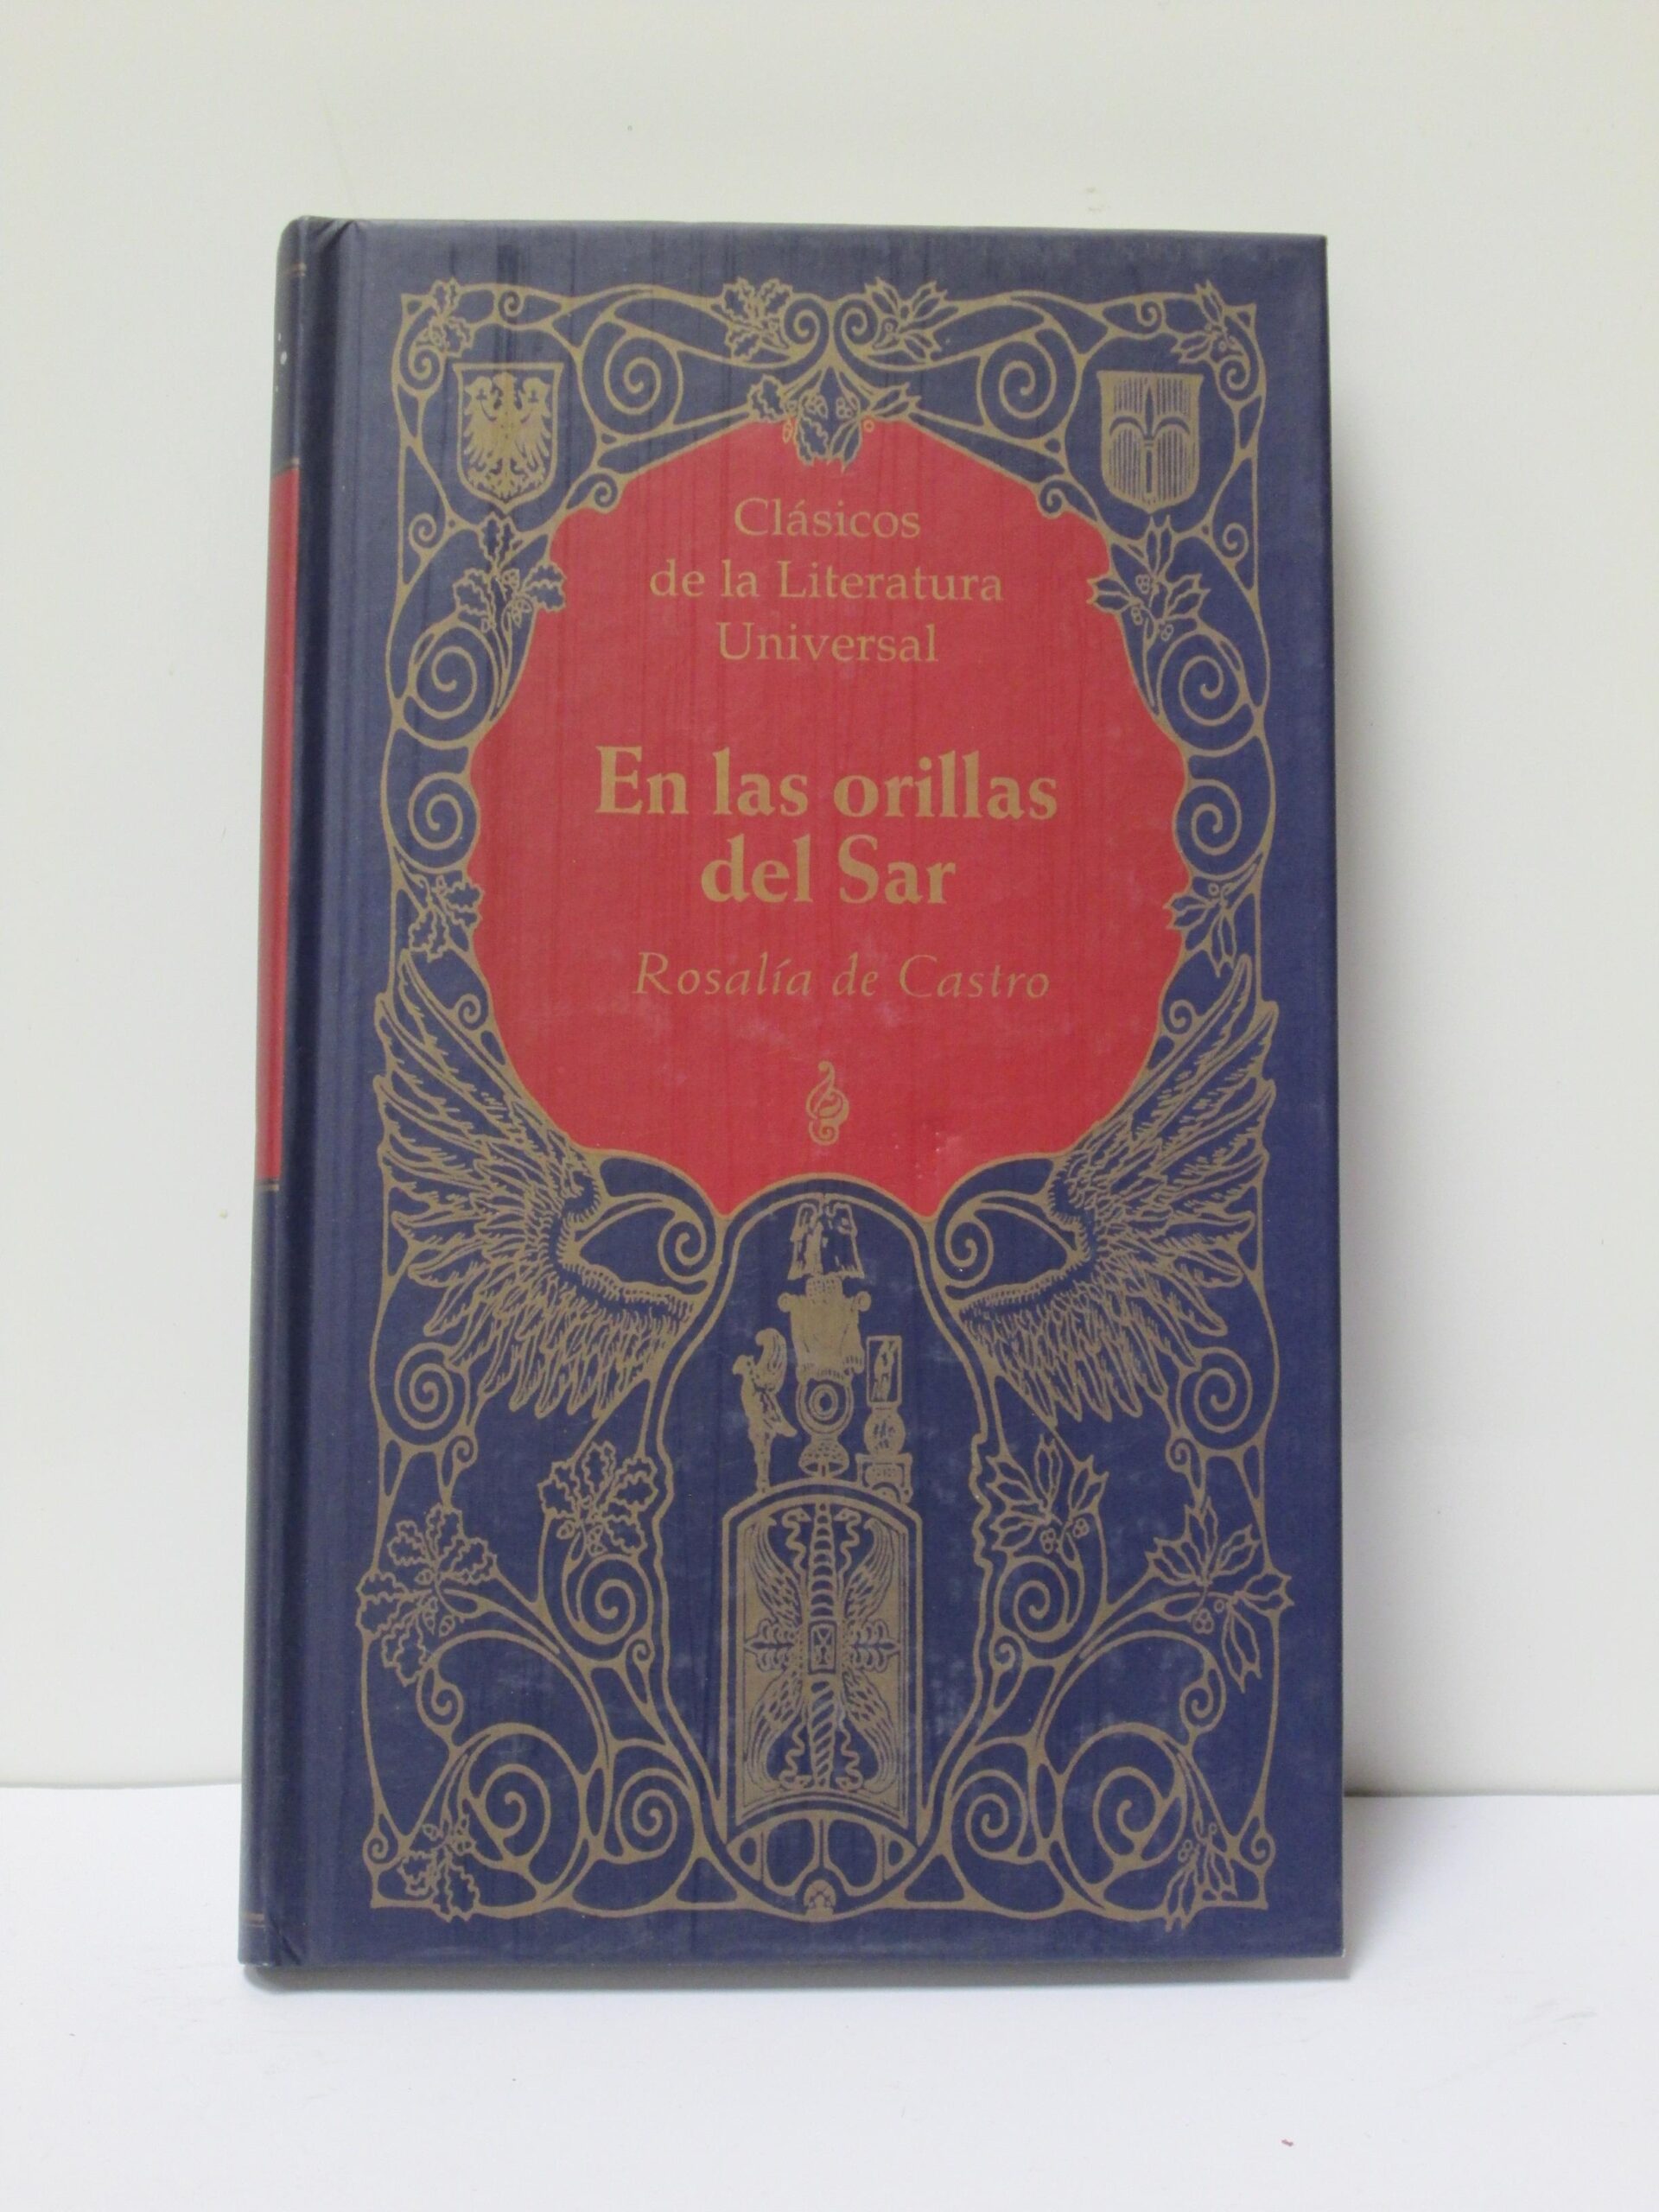 Clásicos
de la Literatura
Universal
En las orillas
del Sar
Rosalía de Castro